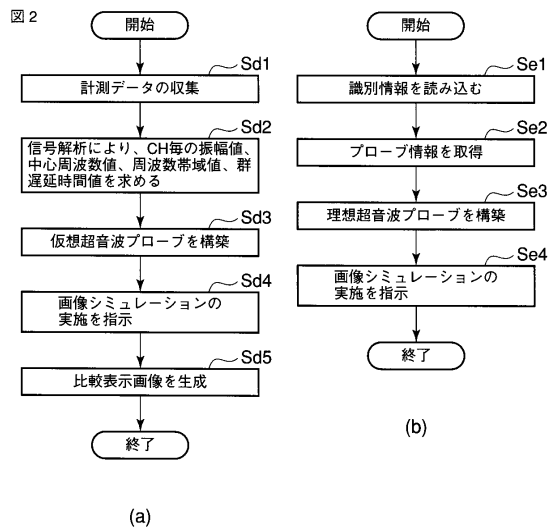 図2
開始
Sd1
計測データの収集
Sd2
信号解析により、CH毎の振幅値、
中心周波数値、周波数帯域値、群
遅延時間値を求める
Sd3
仮想超音波プローブを構築
Sd4
画像シミュレーションの
実施を指示
Sd5
比較表示画像を生成
終了
(a)
開始
Se1
識別情報を読み込む
Se2
プローブ情報を取得
Se3
理想超音波プローブを構築
Se4
画像シミュレーションの
実施を指示
終了
(b)